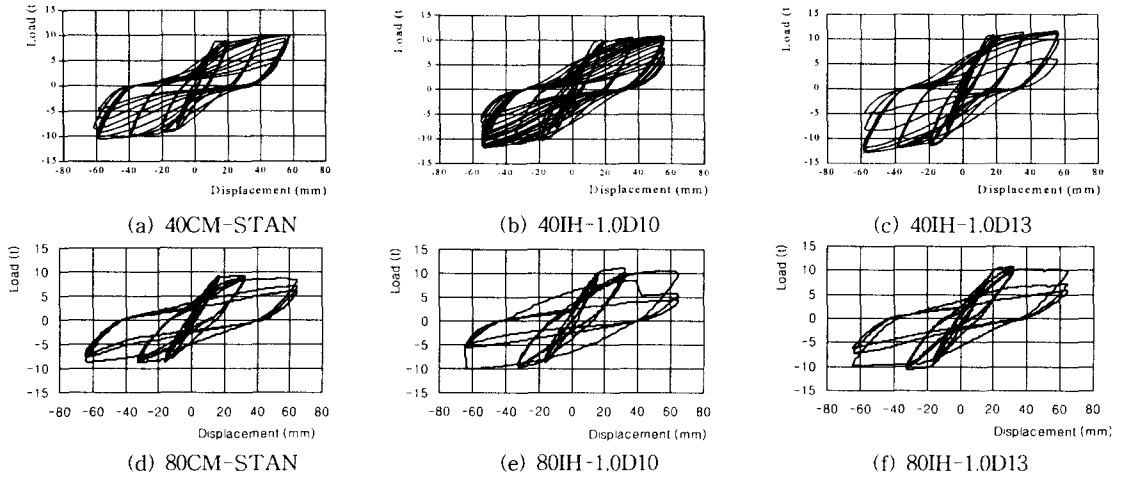 Load (t
15
10
5
0
-5
-10
-15
-80 -60 -40 -20 0 20 40 60 80
Displacement (mm)
(a) 40CM-STAN
Load (t
15
10
5
0
-5
-10
-15
-80 -60 -40 -20 0 20 40 60 80
Displacement (mm)
(b) 40IH-1.0D10
Load (t
15
10
5
0
-5
-10
-15
-80 -60 -40 -20 0 20 40 60 80
Displacement (mm)
(c) 40IH-1.0D13
Load (t)
15
10
5
0
-5
-10
-15
-80 -60 -40 -20 0 20 40 60 80
Displacement (mm)
(d) 80CM-STAN
Load (t)
15
10
5
0
-5
-10
-15
-80 -60 -40 -20 0 20 40 60 80
Displacement (mm)
(e) 80IH-1.0D10
Load (t)
15
10
5
0
-5
-10
-15
-80 -60 -40 -20 0 20 40 60 80
Displacement (mm)
(f) 80IH-1.0D13